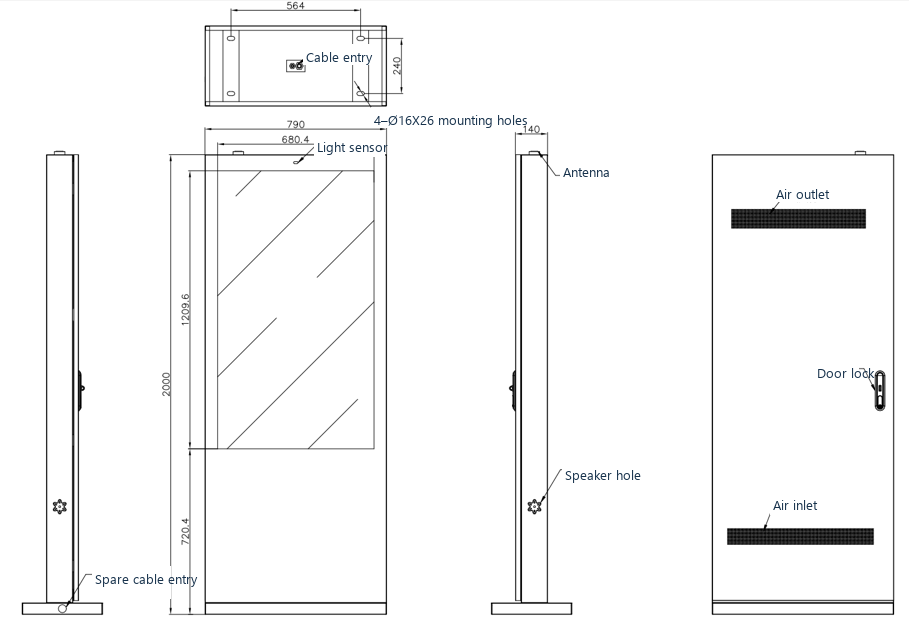 564
Cable entry
240
4–Ø16X26 mounting holes
790
140
680.4
Light sensor
Antenna
Air outlet
1209.6
2000
Door lock
Speaker hole
Air inlet
720.4
Spare cable entry